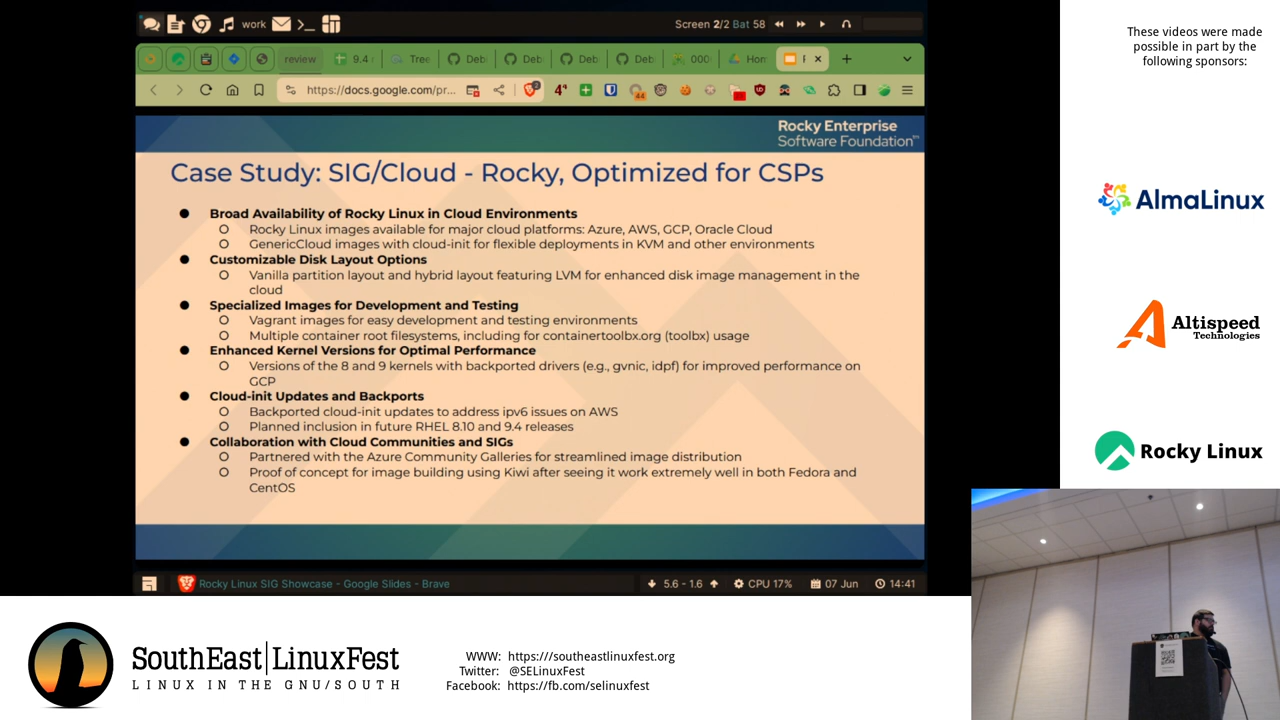 work
Screen 2/2 Bat 58
review
9.4
Tree
Deb
Deb
Deb
Deb
000
Hon
https://docs.google.com/pr...
Rocky Enterprise
Software Foundation™
Case Study: SIG/Cloud - Rocky, Optimized for CSPs
● Broad Availability of Rocky Linux in Cloud Environments
○ Rocky Linux images available for major cloud platforms: Azure, AWS, GCP, Oracle Cloud
○ GenericCloud images with cloud-init for flexible deployments in KVM and other environments
● Customizable Disk Layout Options
○ Vanilla partition layout and hybrid layout featuring LVM for enhanced disk image management in the
cloud
● Specialized Images for Development and Testing
○ Vagrant images for easy development and testing environments
○ Multiple container root filesystems, including for containertoolbx.org (toolbx) usage
● Enhanced Kernel Versions for Optimal Performance
○ Versions of the 8 and 9 kernels with backported drivers (e.g., gvnic, idpf) for improved performance on
GCP
● Cloud-init Updates and Backports
○ Backported cloud-init updates to address ipv6 issues on AWS
○ Planned inclusion in future RHEL 8.10 and 9.4 releases
● Collaboration with Cloud Communities and SIGs
○ Partnered with the Azure Community Galleries for streamlined image distribution
○ Proof of concept for image building using Kiwi after seeing it work extremely well in both Fedora and
CentOS
Rocky Linux SIG Showcase - Google Slides - Brave
5.6 - 1.6
CPU 17%
07 Jun
14:41
These videos were made
possible in part by the
following sponsors:
AlmaLinux
Altispeed
Technologies
Rocky Linux
SouthEast|LinuxFest
LINUX IN THE GNU/SOUTH
WWW: https:///southeastlinuxfest.org
Twitter: @SELinuxFest
Facebook: https://fb.com/selinuxfest